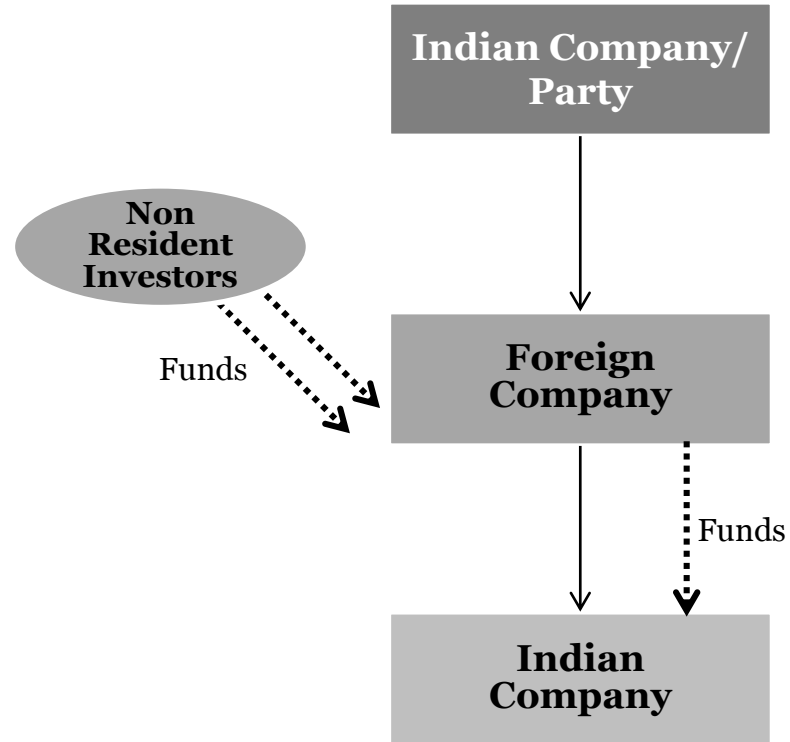 Indian Company/
Party
Non
Resident
Investors
Funds
Foreign
Company
Funds
Indian
Company